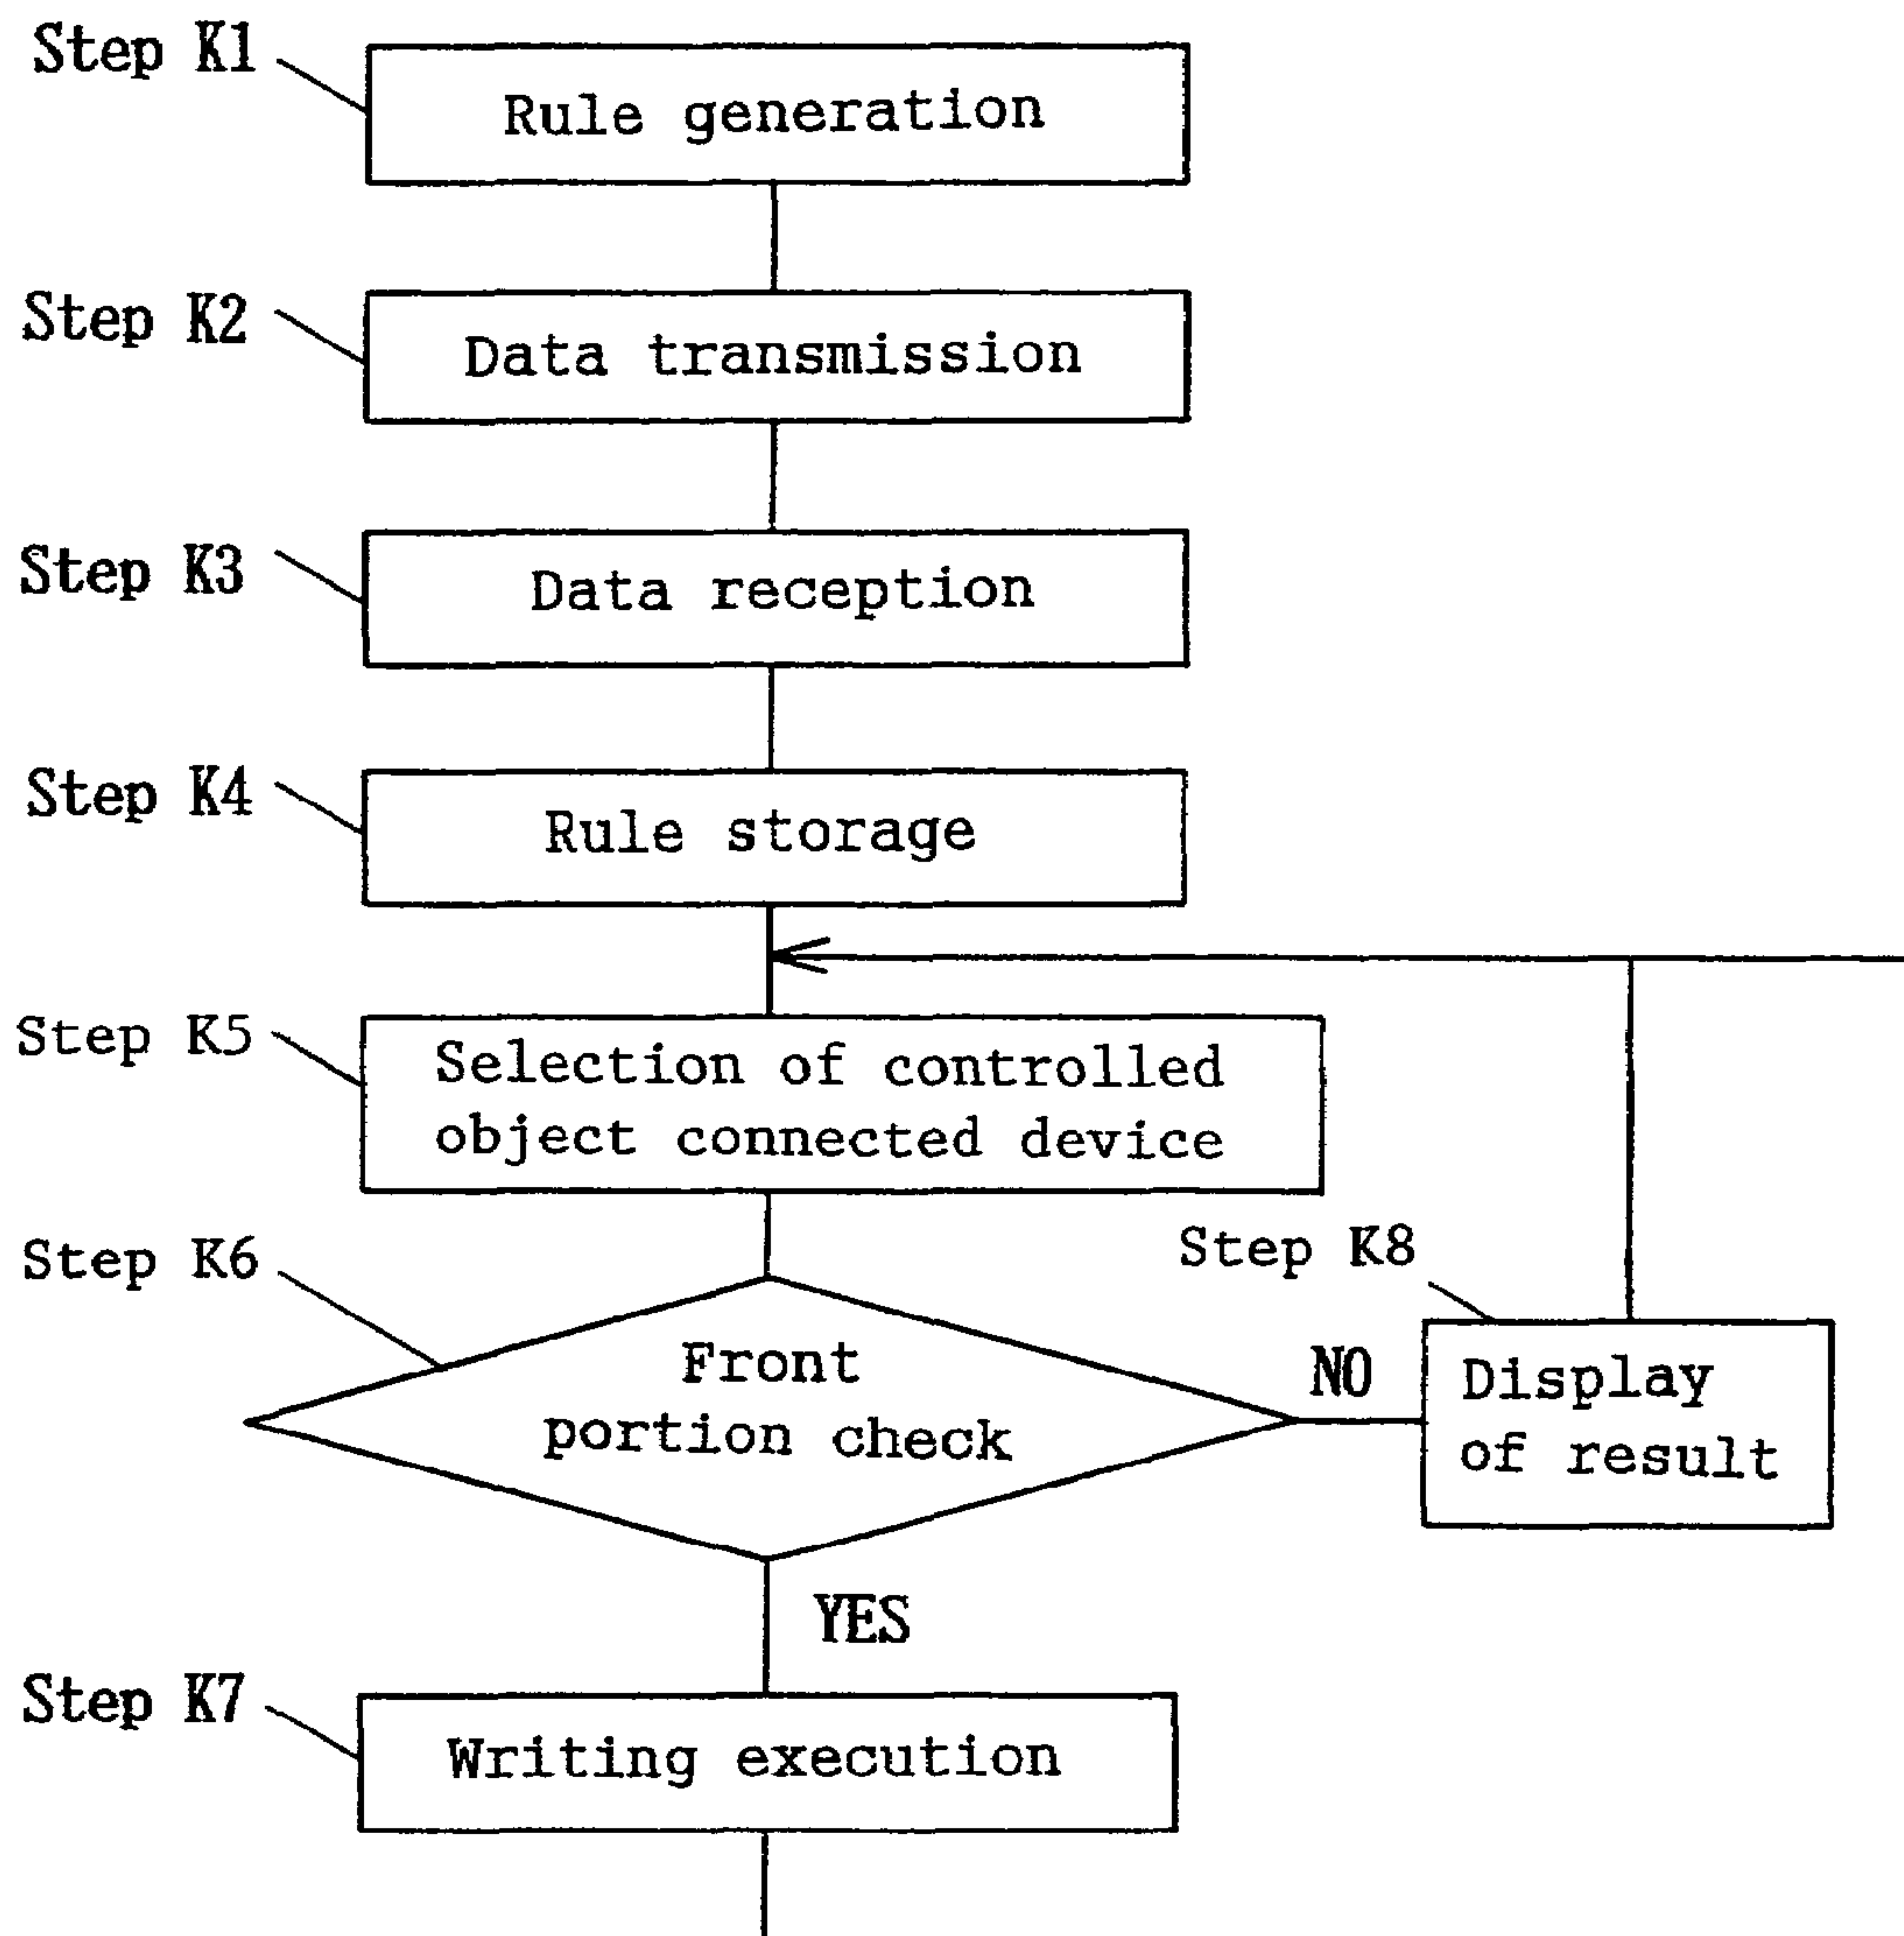 Step K1
Rule generation
Step K2
Data transmission
Step K3
Data reception
Step K4
Rule storage
Step K5
Selection of controlled
object connected device
Step K6
Front
portion check
NO
Step K8
Display
of result
YES
Step K7
Writing execution